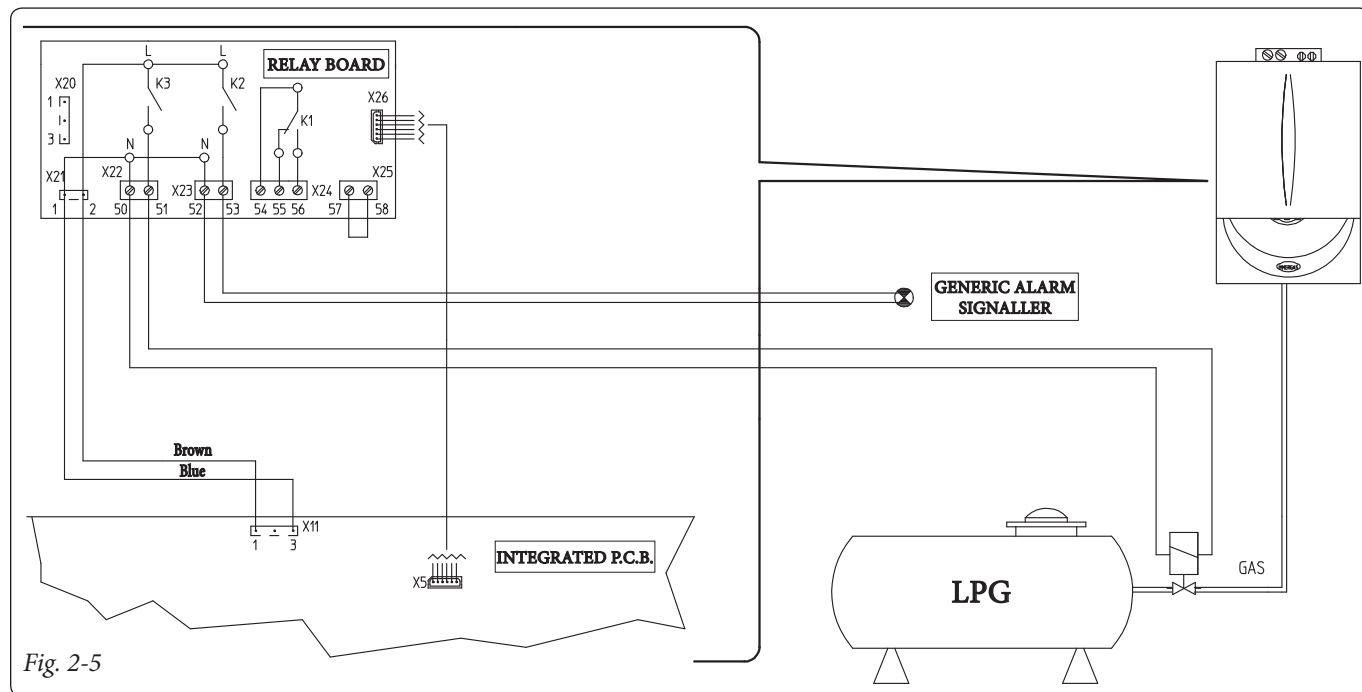 L
L
RELAY BOARD
X20
K3
K2
X26
1
K1
3
N
N
X21
X22
X23
X24
X25
1
2
50
51
52
53
54
55
56
57
58
GENERIC ALARM
SIGNALLER
Brown
Blue
X11
1
3
INTEGRATED P.C.B.
X5
GAS
LPG
Fig. 2-5